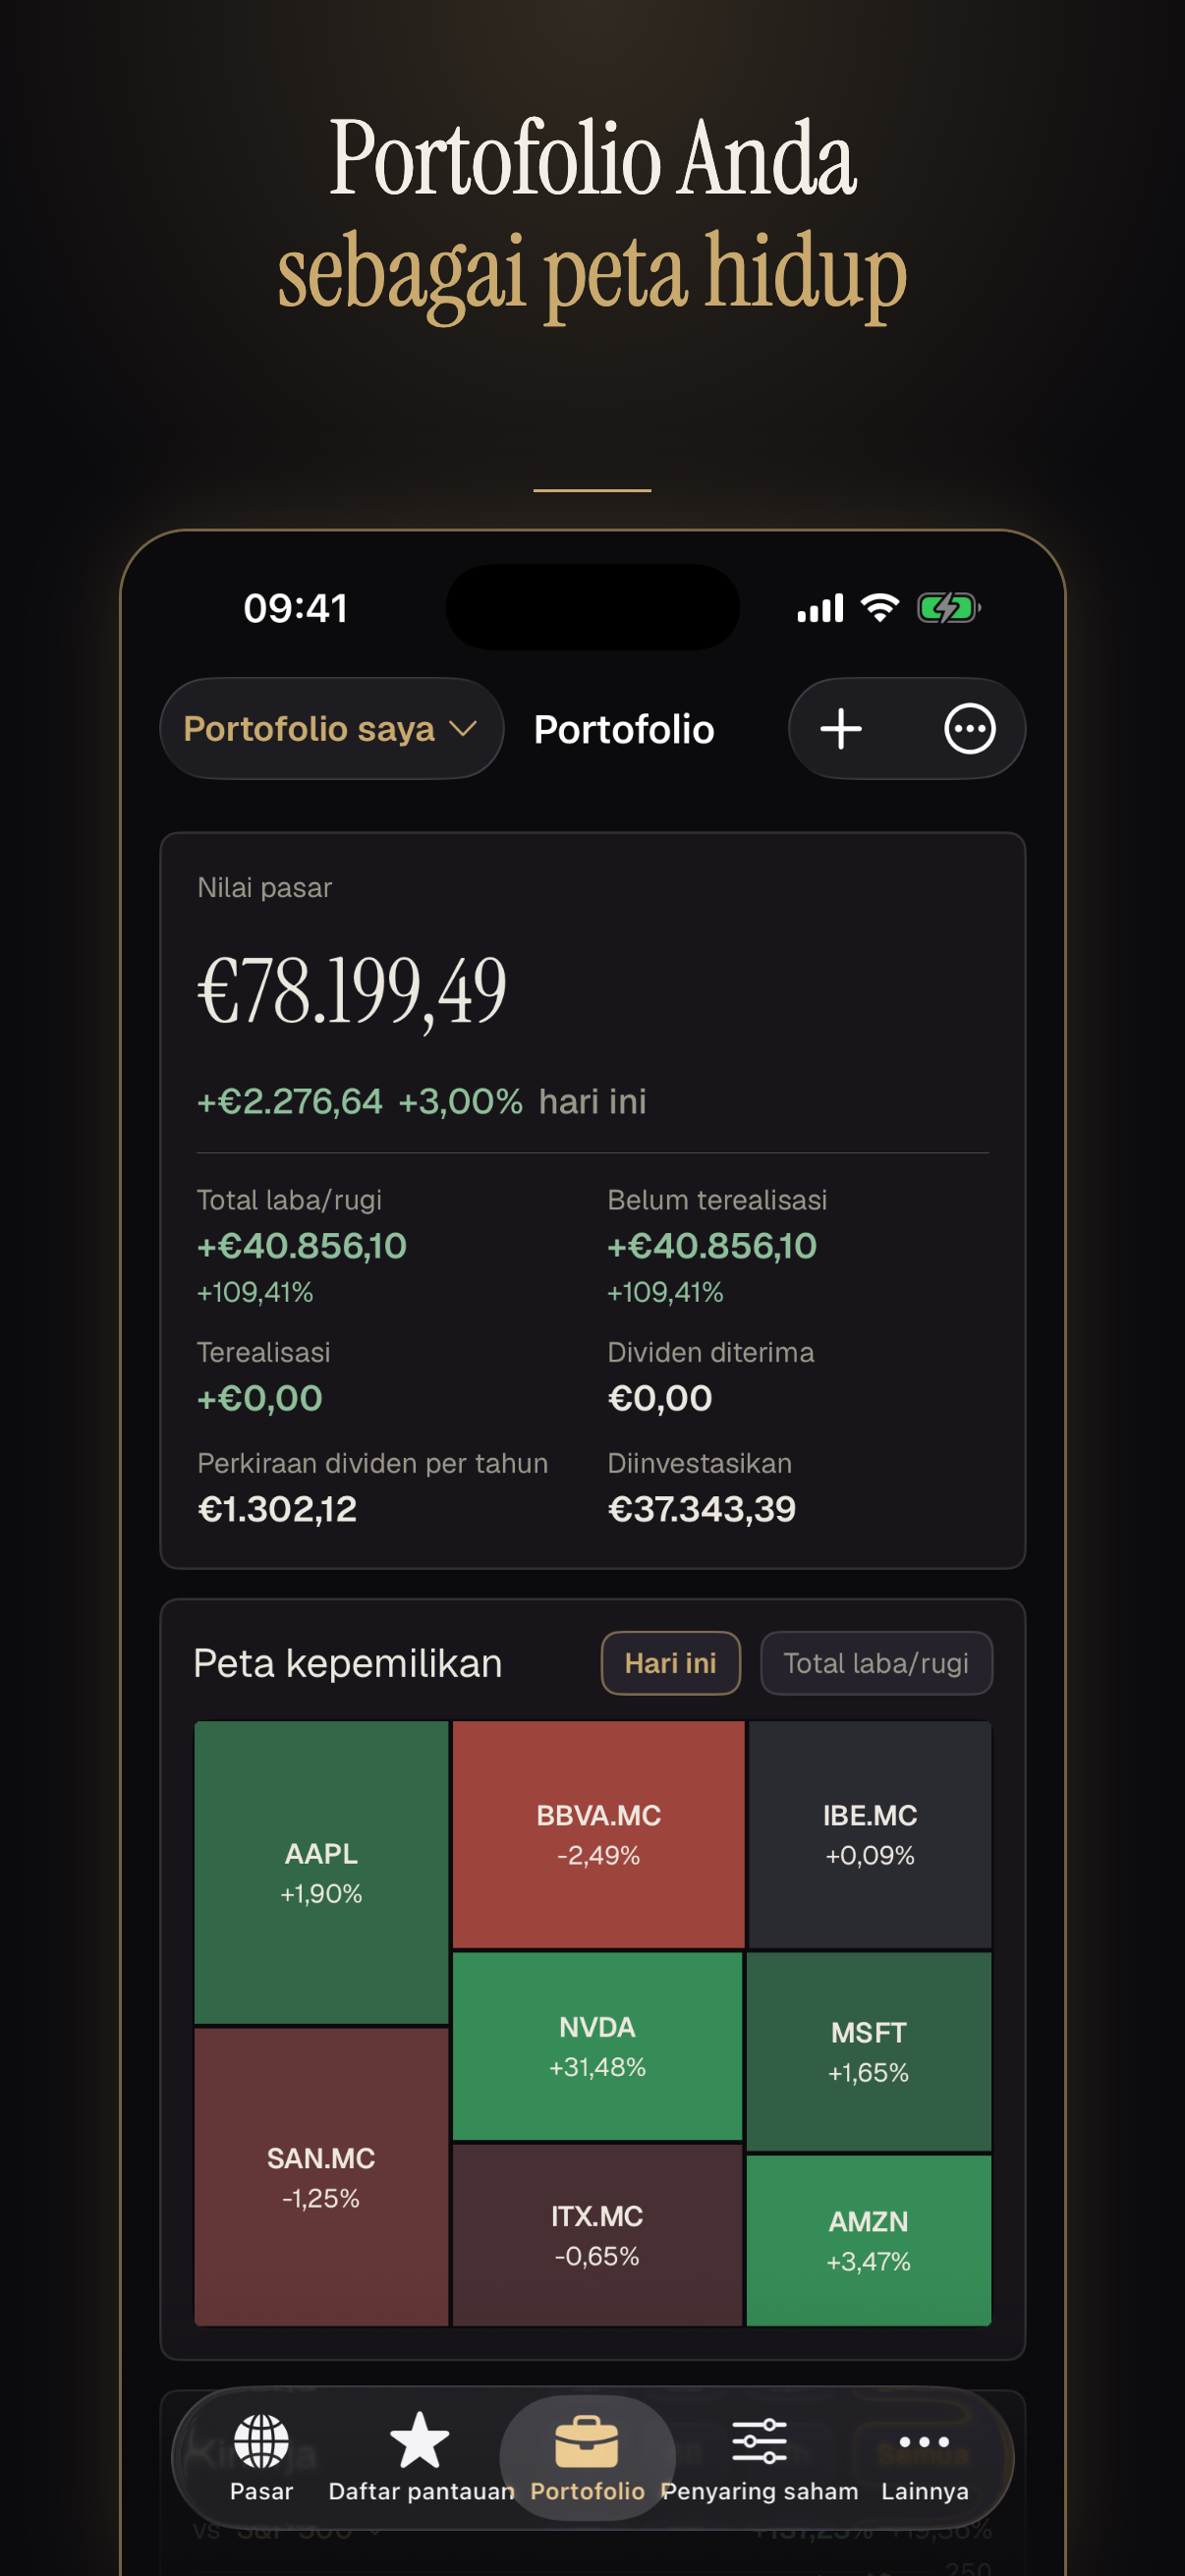 Portofolio Anda
sebagai peta hidup
09:41
Portofolio saya
Portofolio
Nilai pasar
€78.199,49
+€2.276,64 +3,00% hari ini
Total laba/rugi
+€40.856,10
+109,41%
Belum terealisasi
+€40.856,10
+109,41%
Terealisasi
+€0,00
Dividen diterima
€0,00
Perkiraan dividen per tahun
€1.302,12
Diinvestasikan
€37.343,39
Peta kepemilikan
Hari ini
Total laba/rugi
AAPL
+1,90%
BBVA.MC
-2,49%
IBE.MC
+0,09%
NVDA
+31,48%
MSFT
+1,65%
SAN.MC
-1,25%
ITX.MC
-0,65%
AMZN
+3,47%
Semua
Pasar
Daftar pantauan
Portofolio
Penyaring saham
Lainnya
vs S&P 500
250